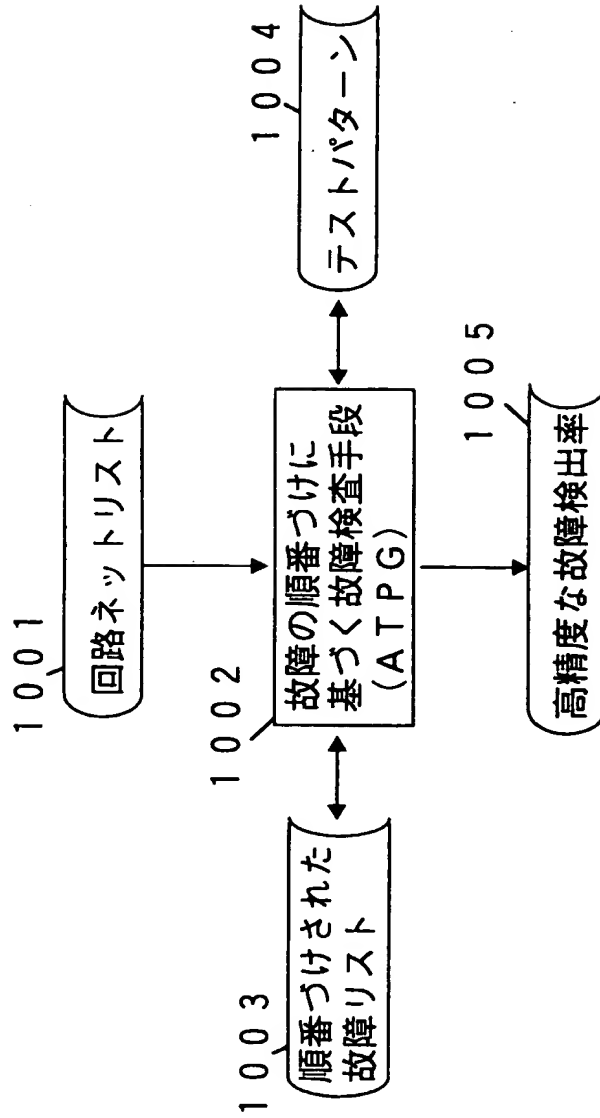 1001
回路ネットリスト
1002
故障の順番づけに
基づく故障検査手段
(ATPG)
1003
順番づけされた
故障リスト
1004
テストパターン
1005
高精度な故障検出率